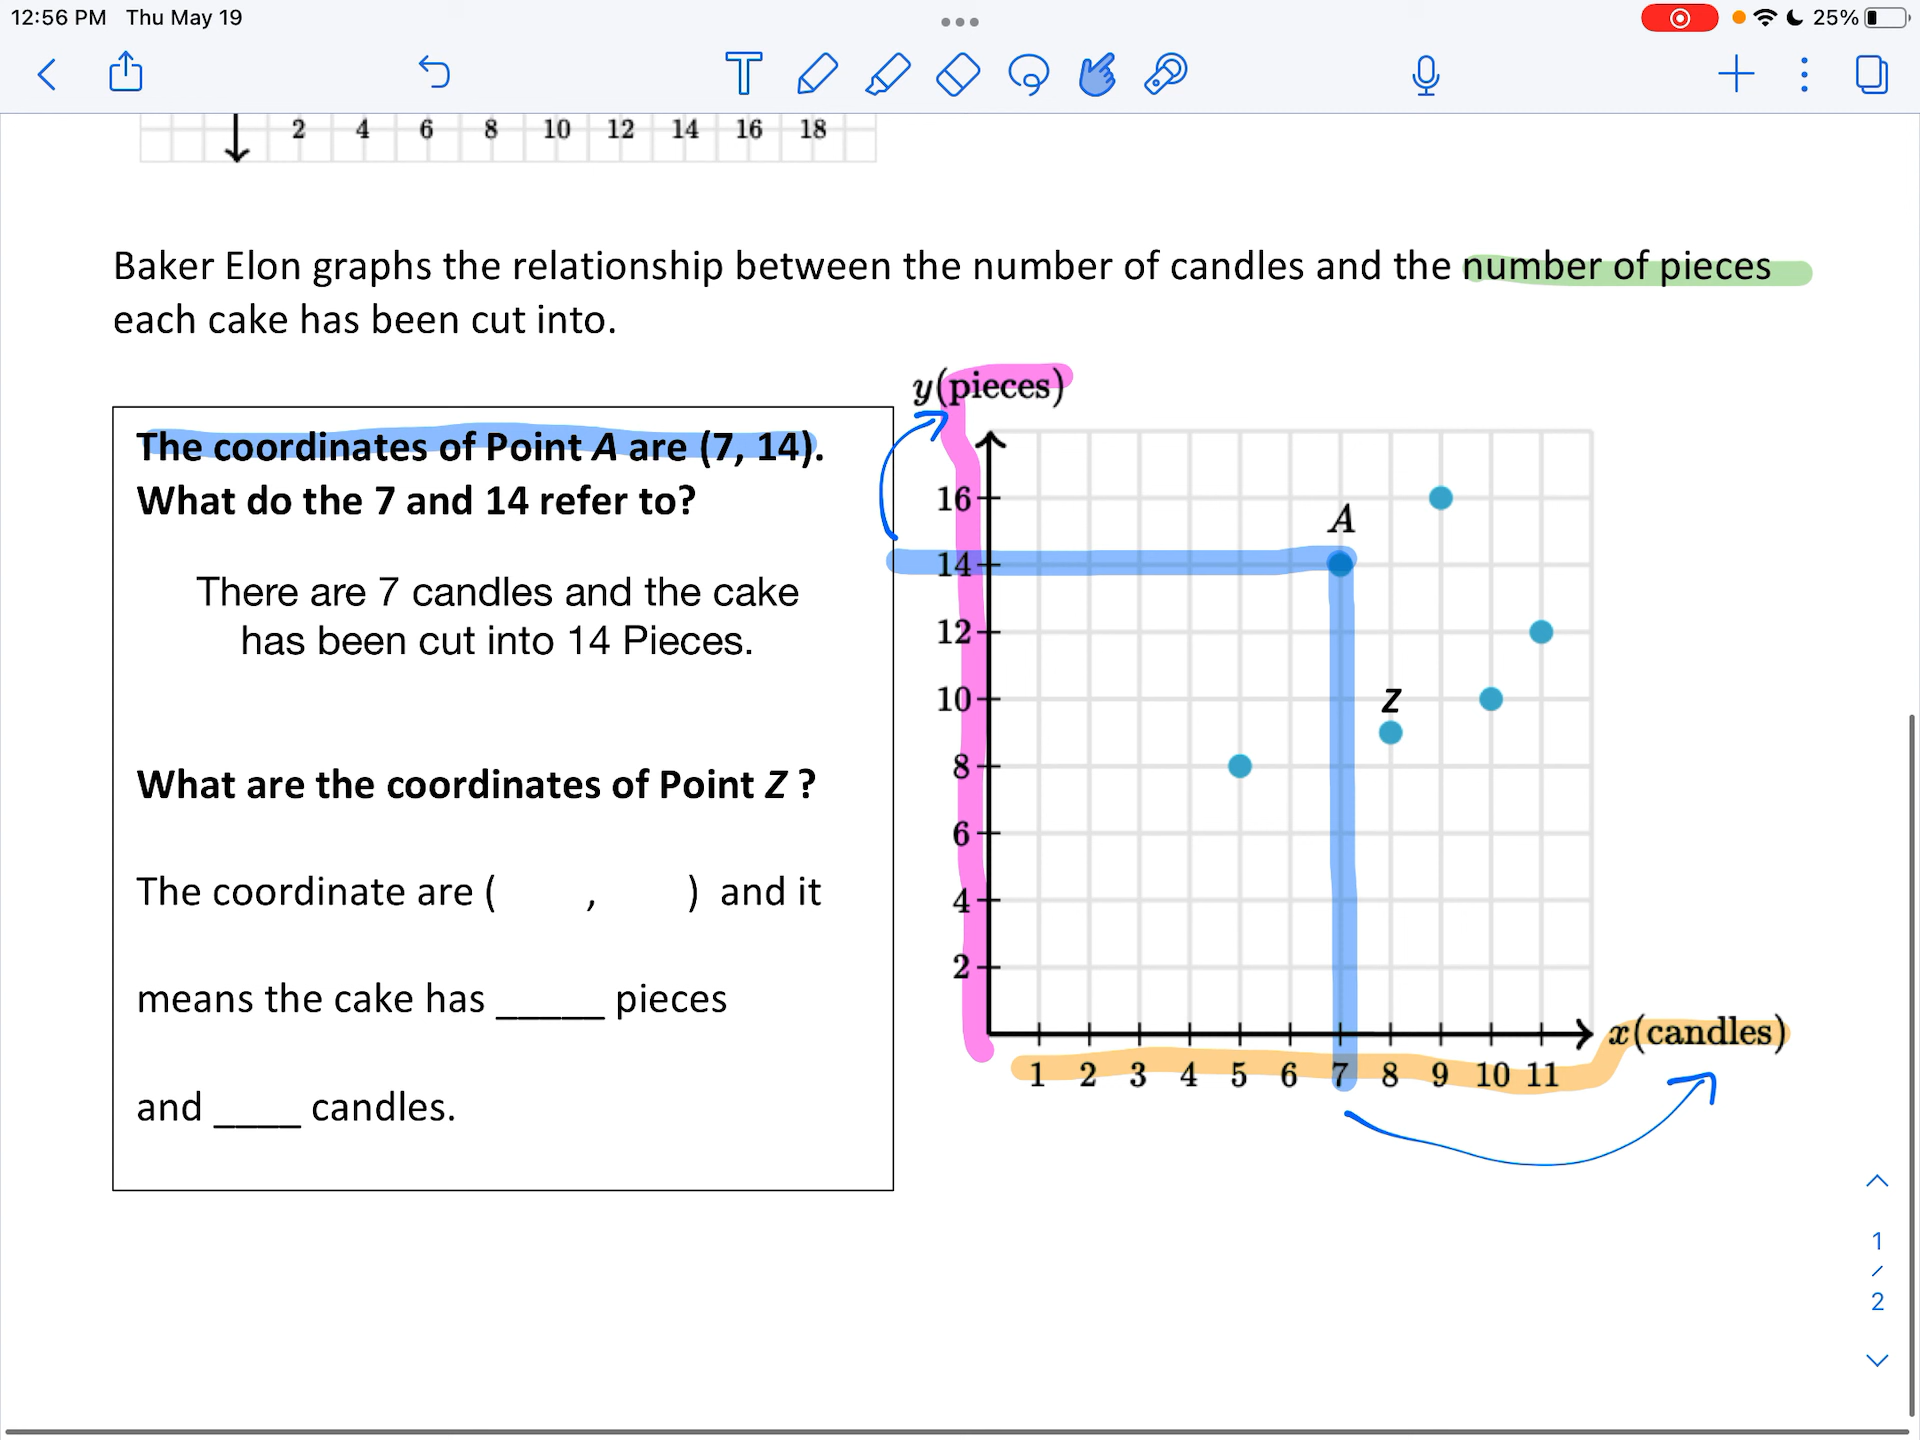 12:56 PM Thu May 19
25%
T
2 4 6 8 10 12 14 16 18
Baker Elon graphs the relationship between the number of candles and the number of pieces
each cake has been cut into.
The coordinates of Point A are (7, 14).
What do the 7 and 14 refer to?
There are 7 candles and the cake
has been cut into 14 Pieces.
What are the coordinates of Point Z ?
The coordinate are ( , ) and it
means the cake has _____ pieces
and ____ candles.
y(pieces)
16
A
14
12
Z
10
8
6
4
2
x(candles)
1 2 3 4 5 6 7 8 9 10 11
1
/
2